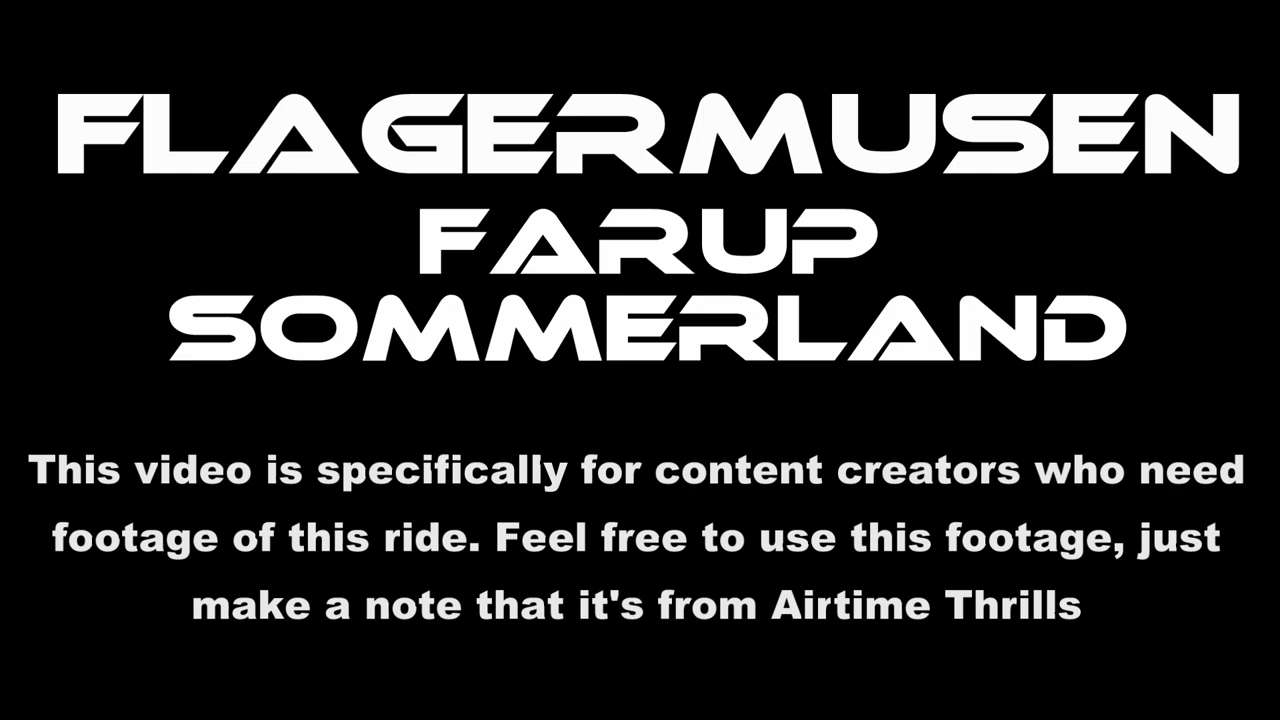 FLAGERMUSEN
FARUP
SOMMERLAND
This video is specifically for content creators who need
footage of this ride. Feel free to use this footage, just
make a note that it's from Airtime Thrills